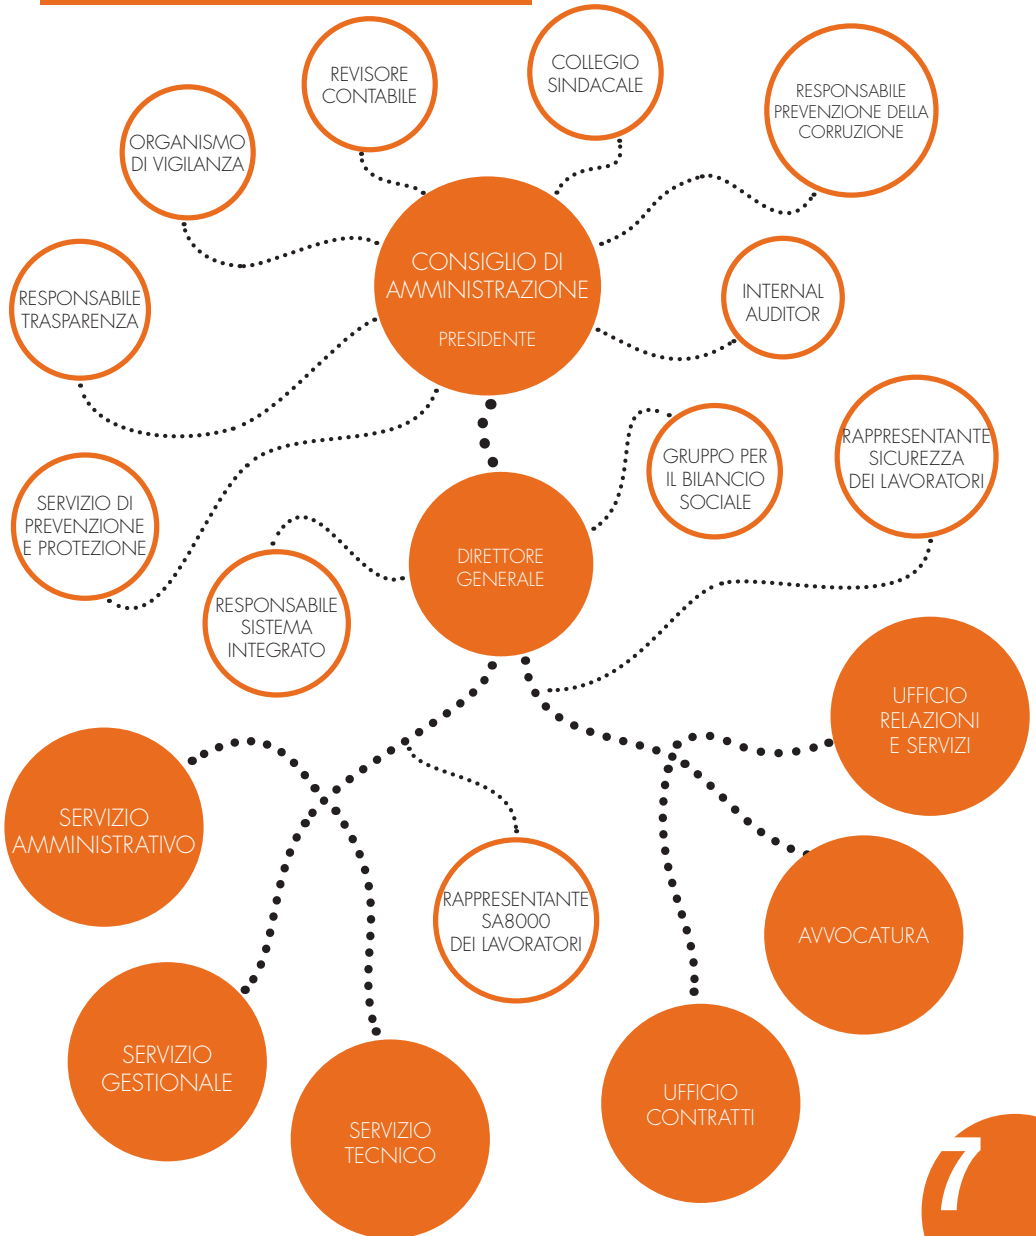 REVISORE
CONTABILE
COLLEGIO
SINDACALE
RESPONSABILE
PREVENZIONE DELLA
CORRUZIONE
ORGANISMO
DI VIGILANZA
CONSIGLIO DI
AMMINISTRAZIONE
PRESIDENTE
RESPONSABILE
TRASPARENZA
INTERNAL
AUDITOR
GRUPPO PER
IL BILANCIO
SOCIALE
RAPPRESENTANTE
SICUREZZA
DEI LAVORATORI
SERVIZIO DI
PREVENZIONE
E PROTEZIONE
DIRETTORE
GENERALE
RESPONSABILE
SISTEMA
INTEGRATO
UFFICIO
RELAZIONI
E SERVIZI
SERVIZIO
AMMINISTRATIVO
RAPPRESENTANTE
SA8000
DEI LAVORATORI
AVVOCATURA
SERVIZIO
GESTIONALE
SERVIZIO
TECNICO
UFFICIO
CONTRATTI
7